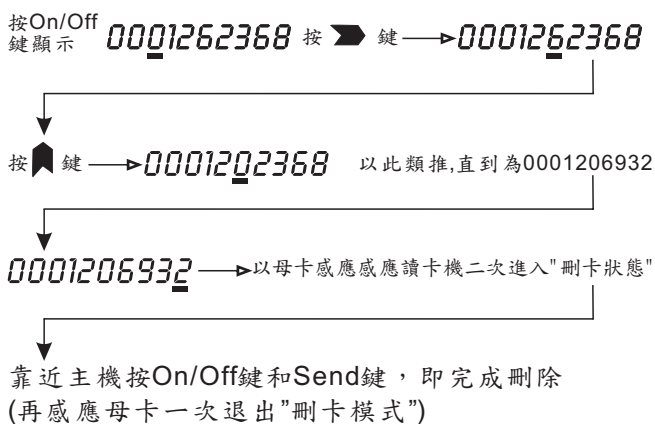 按On/Off
鍵顯示 0001262368 按 鍵 0001262368
按 鍵 0001202368 以此類推,直到為0001206932
0001206932 以母卡感應感應讀卡機二次進入"刪卡狀態"
靠近主機按On/Off鍵和Send鍵，即完成刪除
(再感應母卡一次退出"刪卡模式")